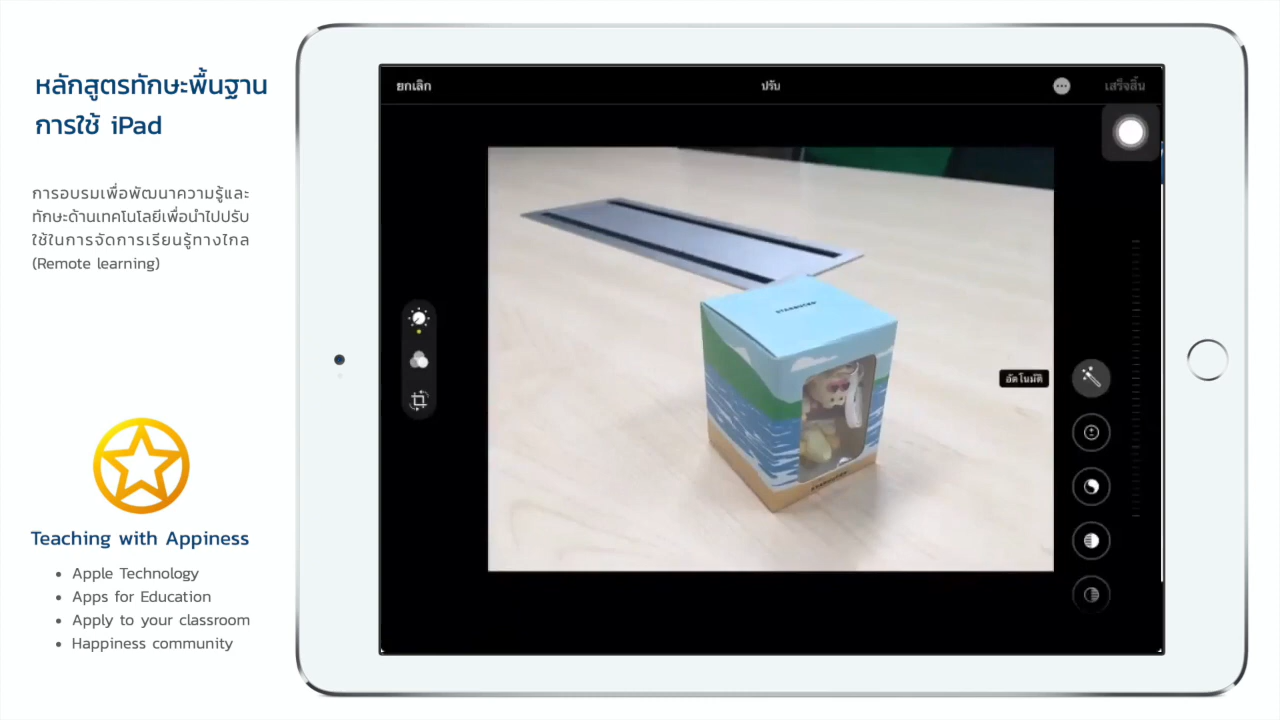 หลักสูตรทักษะพื้นฐาน
การใช้ iPad
การอบรมเพื่อพัฒนาความรู้และ
ทักษะด้านเทคโนโลยีเพื่อนำไปปรับ
ใช้ในการจัดการเรียนรู้ทางไกล
(Remote learning)
Teaching with Appiness
• Apple Technology
• Apps for Education
• Apply to your classroom
• Happiness community
ยกเลิก
ปรับ
เสร็จสิ้น
STARBUCKS
อัตโนมัติ
STARBUCKS